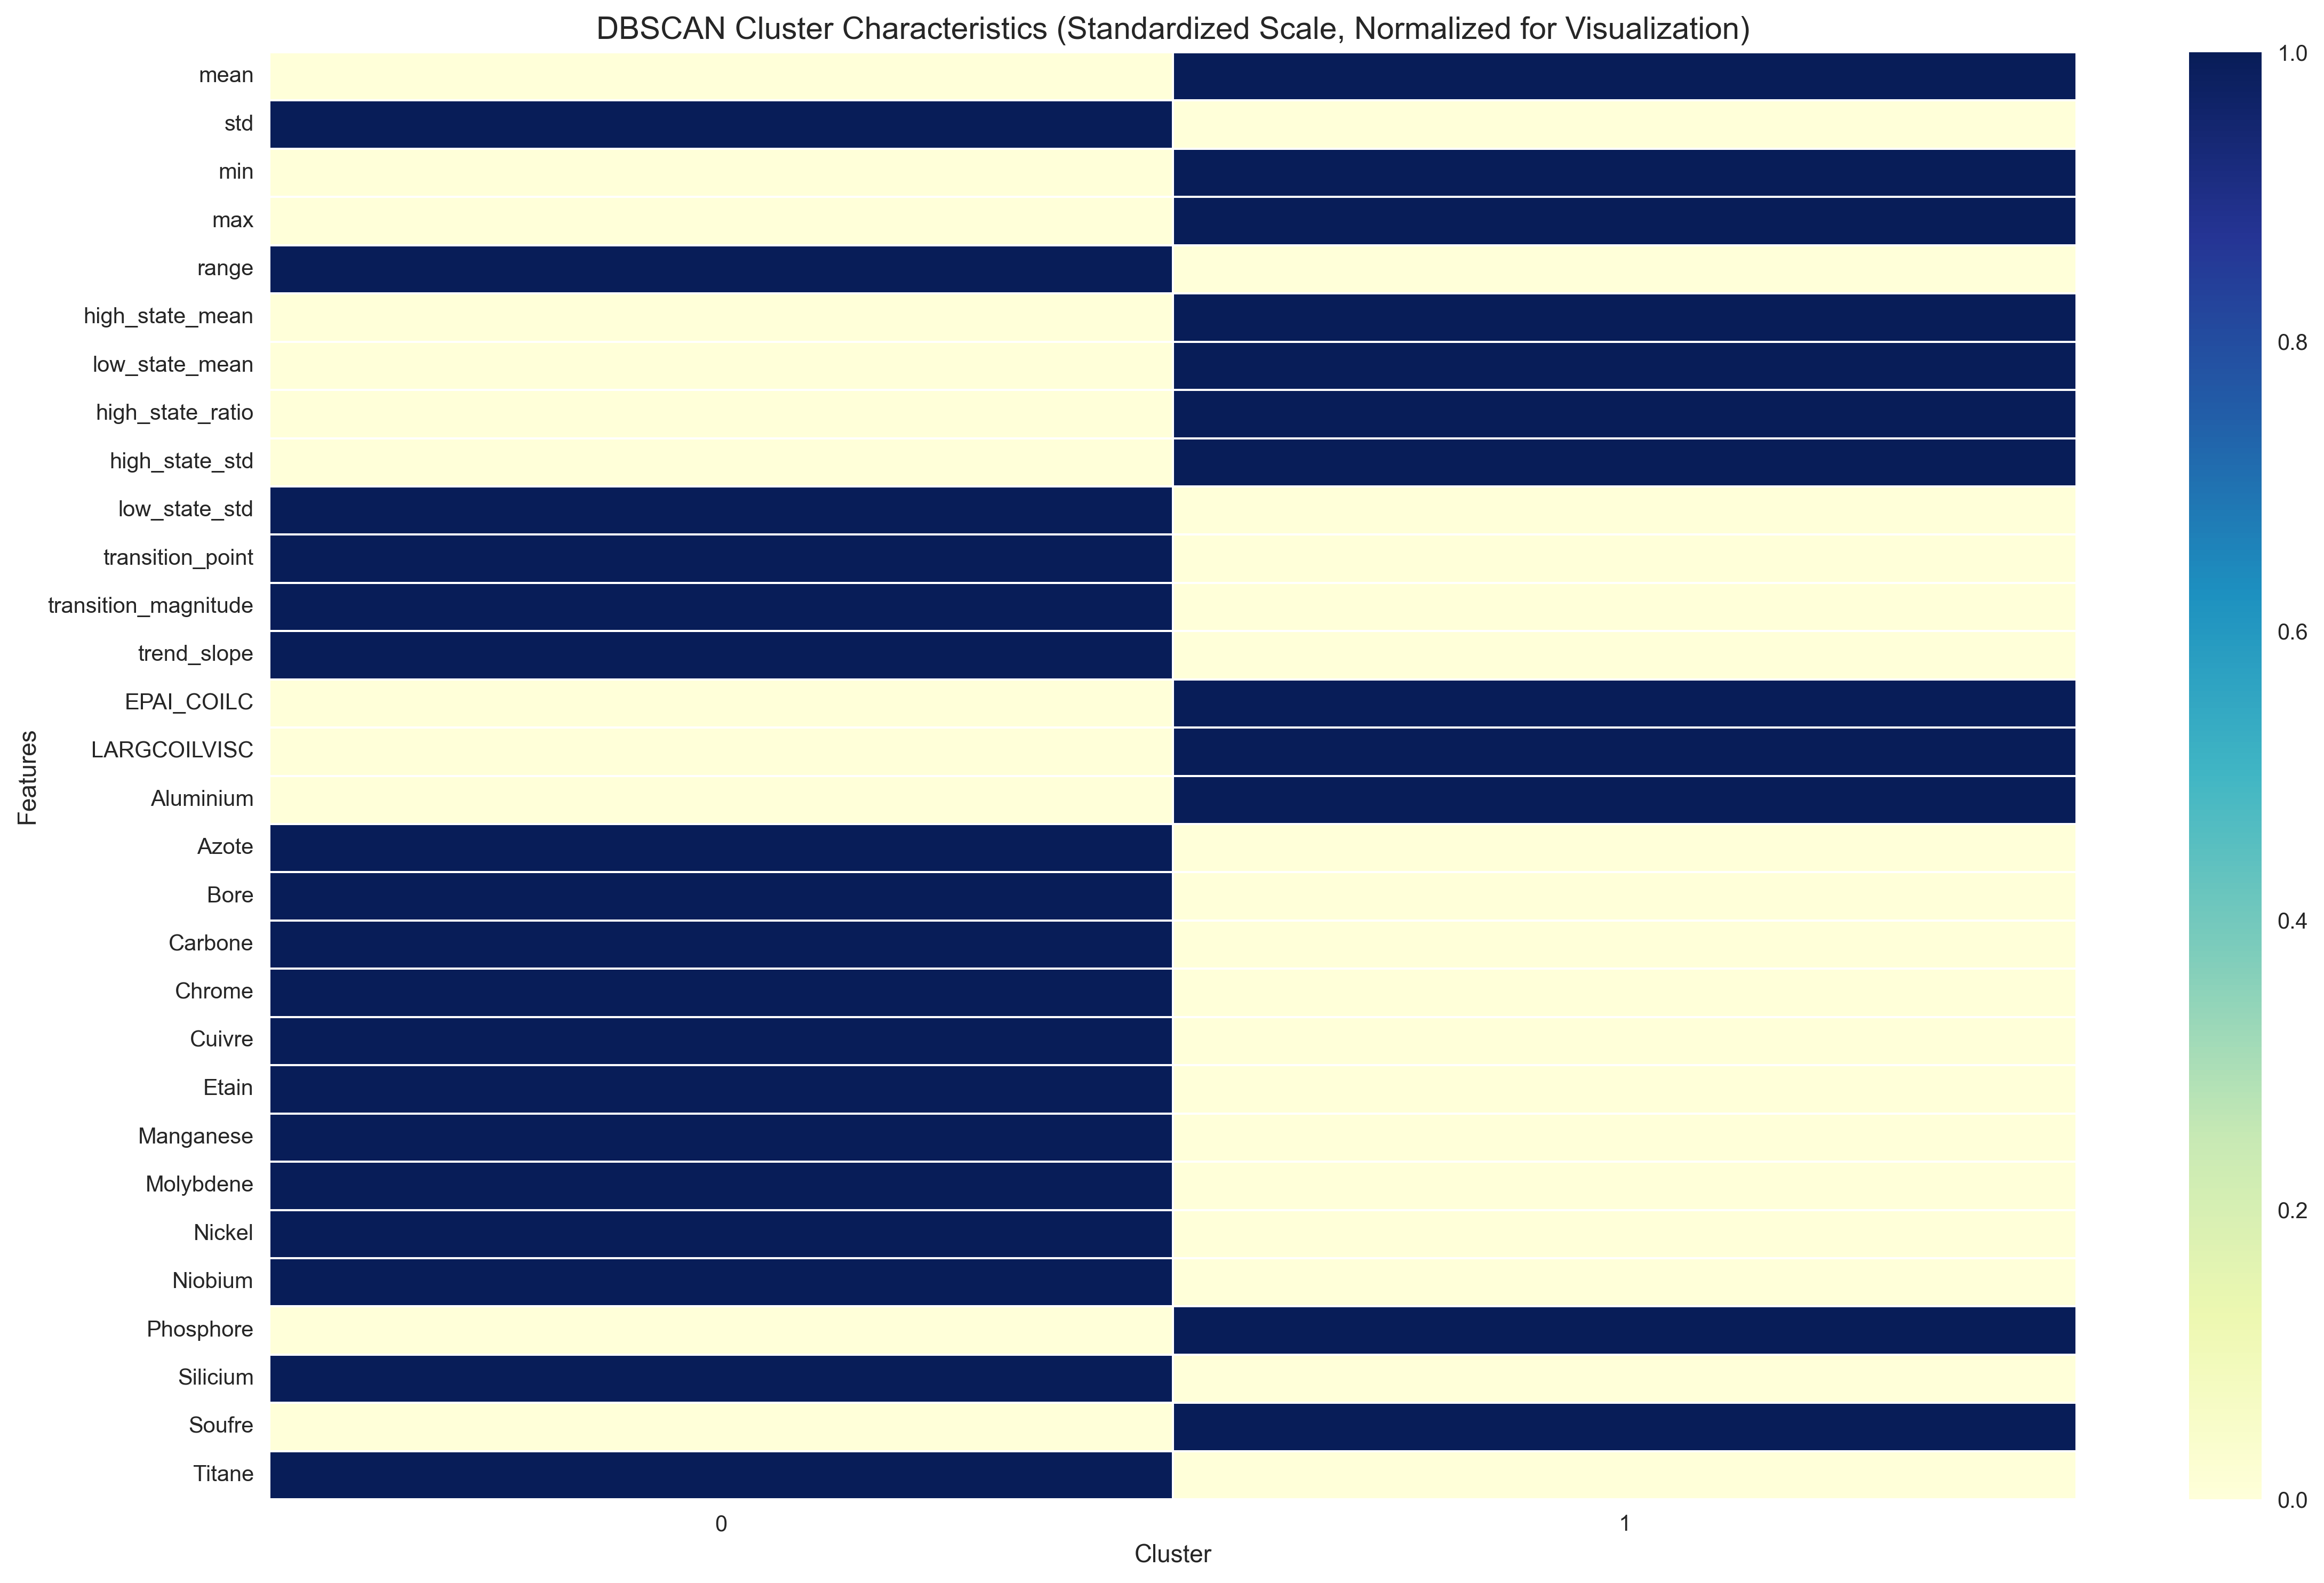 DBSCAN Cluster Characteristics (Standardized Scale, Normalized for Visualization)
mean
std
min
max
range
high_state_mean
low_state_mean
high_state_ratio
high_state_std
low_state_std
transition_point
transition_magnitude
trend_slope
EPAI_COILC
LARGCOILVISC
Aluminium
Azote
Bore
Carbone
Chrome
Cuivre
Etain
Manganese
Molybdene
Nickel
Niobium
Phosphore
Silicium
Soufre
Titane
Features
0
1
Cluster
1.0
0.8
0.6
0.4
0.2
0.0